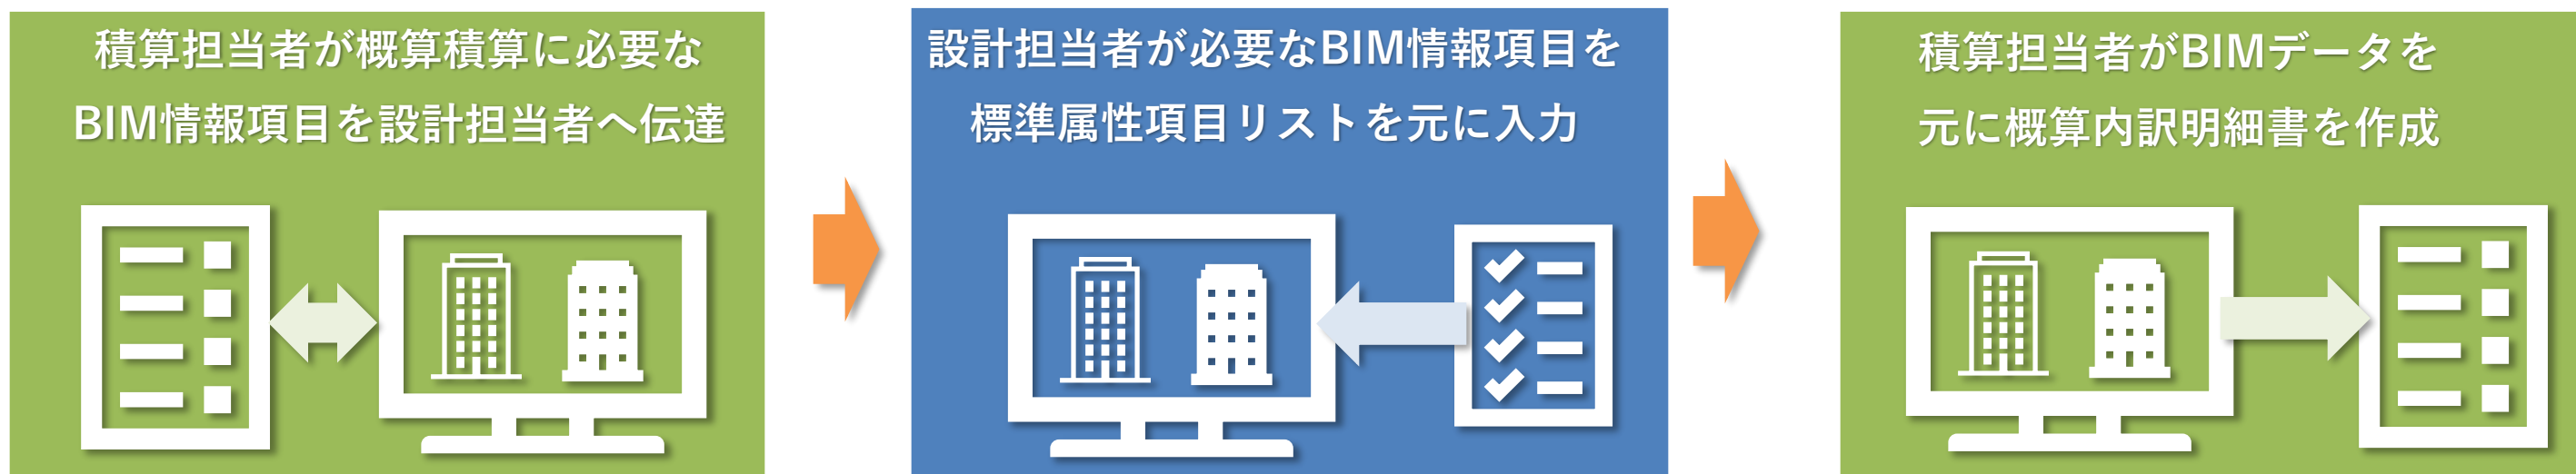 積算担当者が概算積算に必要な
BIM情報項目を設計担当者へ伝達
設計担当者が必要なBIM情報項目を
標準属性項目リストを元に入力
積算担当者がBIMデータを
元に概算内訳明細書を作成